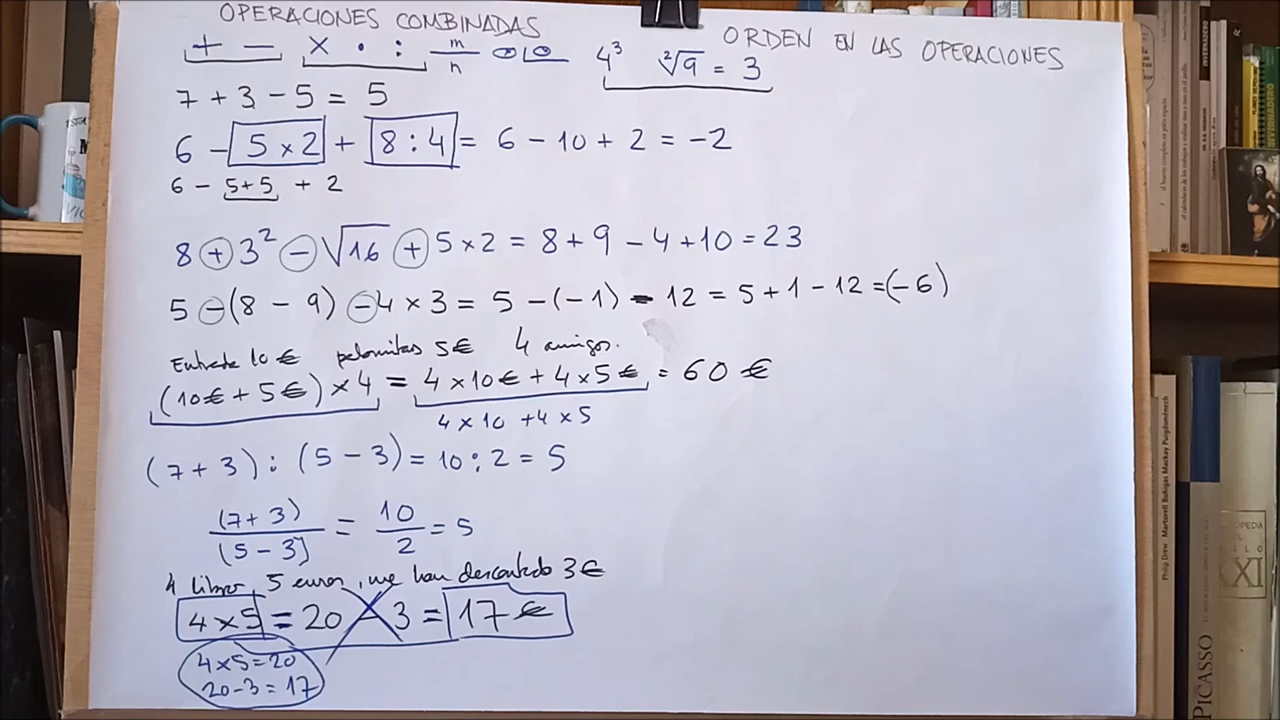 OPERACIONES COMBINADAS
ORDEN EN LAS OPERACIONES
+ − × · : m/n 4³ ²√9 = 3
7 + 3 − 5 = 5
6 − 5 × 2 + 8 : 4 = 6 − 10 + 2 = −2
6 − 5+5 + 2
8 + 3² − √16 + 5 × 2 = 8 + 9 − 4 + 10 = 23
5 − (8 − 9) − 4 × 3 = 5 − (−1) − 12 = 5 + 1 − 12 = (−6)
Entrada 10 € palomitas 5€ 4 amigos.
(10€ + 5€) × 4 = 4 × 10€ + 4 × 5€ = 60 €
4 × 10 + 4 × 5
(7 + 3) : (5 − 3) = 10 : 2 = 5
(7+3)/(5−3) = 10/2 = 5
4 libros, 5 euros, me han descontado 3€
4 × 5 = 20 − 3 = 17 €
4 × 5 = 20
20 − 3 = 17
PICASSO
XXI